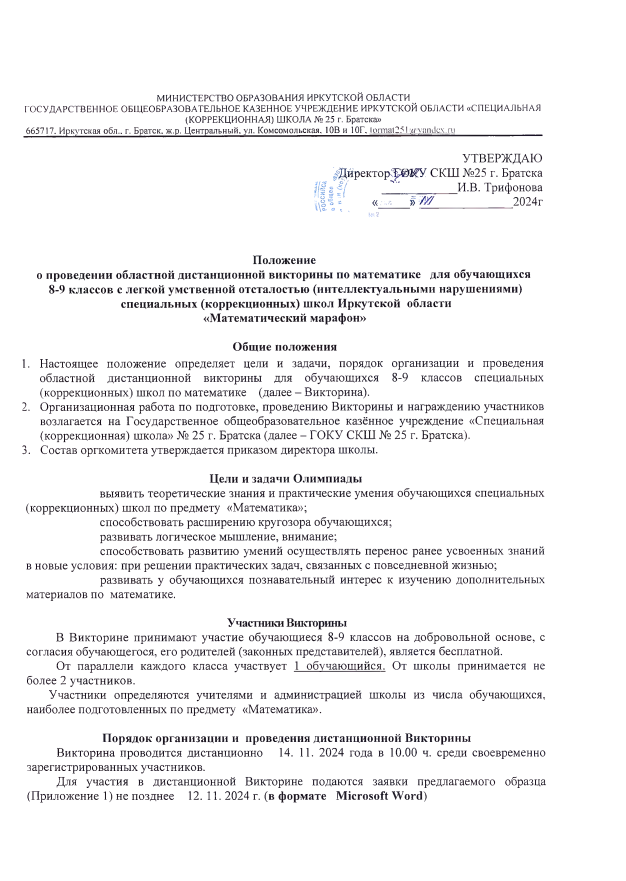 МИНИСТЕРСТВО ОБРАЗОВАНИЯ ИРКУТСКОЙ ОБЛАСТИ
ГОСУДАРСТВЕННОЕ ОБЩЕОБРАЗОВАТЕЛЬНОЕ КАЗЕННОЕ УЧРЕЖДЕНИЕ ИРКУТСКОЙ ОБЛАСТИ «СПЕЦИАЛЬНАЯ
(КОРРЕКЦИОННАЯ) ШКОЛА № 25 г. Братска»
665717, Иркутская обл., г. Братск, ж.р. Центральный, ул. Комсомольская, 10В и 10Г,
УТВЕРЖДАЮ
Директор ГОКУ СКШ №25 г. Братска
____________И.В. Трифонова
«_____» _______________2024г
Положение
о проведении областной дистанционной викторины по математике для обучающихся
8-9 классов с легкой умственной отсталостью (интеллектуальными нарушениями)
специальных (коррекционных) школ Иркутской области
«Математический марафон»
Общие положения
1. Настоящее положение определяет цели и задачи, порядок организации и проведения
областной дистанционной викторины для обучающихся 8-9 классов специальных
(коррекционных) школ по математике (далее – Викторина).
2. Организационная работа по подготовке, проведению Викторины и награждению участников
возлагается на Государственное общеобразовательное казённое учреждение «Специальная
(коррекционная) школа» № 25 г. Братска (далее – ГОКУ СКШ № 25 г. Братска).
3. Состав оргкомитета утверждается приказом директора школы.
Цели и задачи Олимпиады
выявить теоретические знания и практические умения обучающихся специальных
(коррекционных) школ по предмету «Математика»;
способствовать расширению кругозора обучающихся;
развивать логическое мышление, внимание;
способствовать развитию умений осуществлять перенос ранее усвоенных знаний
в новые условия: при решении практических задач, связанных с повседневной жизнью;
развивать у обучающихся познавательный интерес к изучению дополнительных
материалов по математике.
Участники Викторины
В Викторине принимают участие обучающиеся 8-9 классов на добровольной основе, с
согласия обучающегося, его родителей (законных представителей), является бесплатной.
От параллели каждого класса участвует 1 обучающийся. От школы принимается не
более 2 участников.
Участники определяются учителями и администрацией школы из числа обучающихся,
наиболее подготовленных по предмету «Математика».
Порядок организации и проведения дистанционной Викторины
Викторина проводится дистанционно 14. 11. 2024 года в 10.00 ч. среди своевременно
зарегистрированных участников.
Для участия в дистанционной Викторине подаются заявки предлагаемого образца
(Приложение 1) не позднее 12. 11. 2024 г. (в формате Microsoft Word)